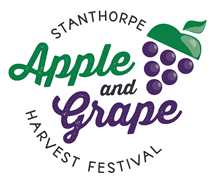 STANTHORPE
Apple
and
Grape
HARVEST FESTIVAL